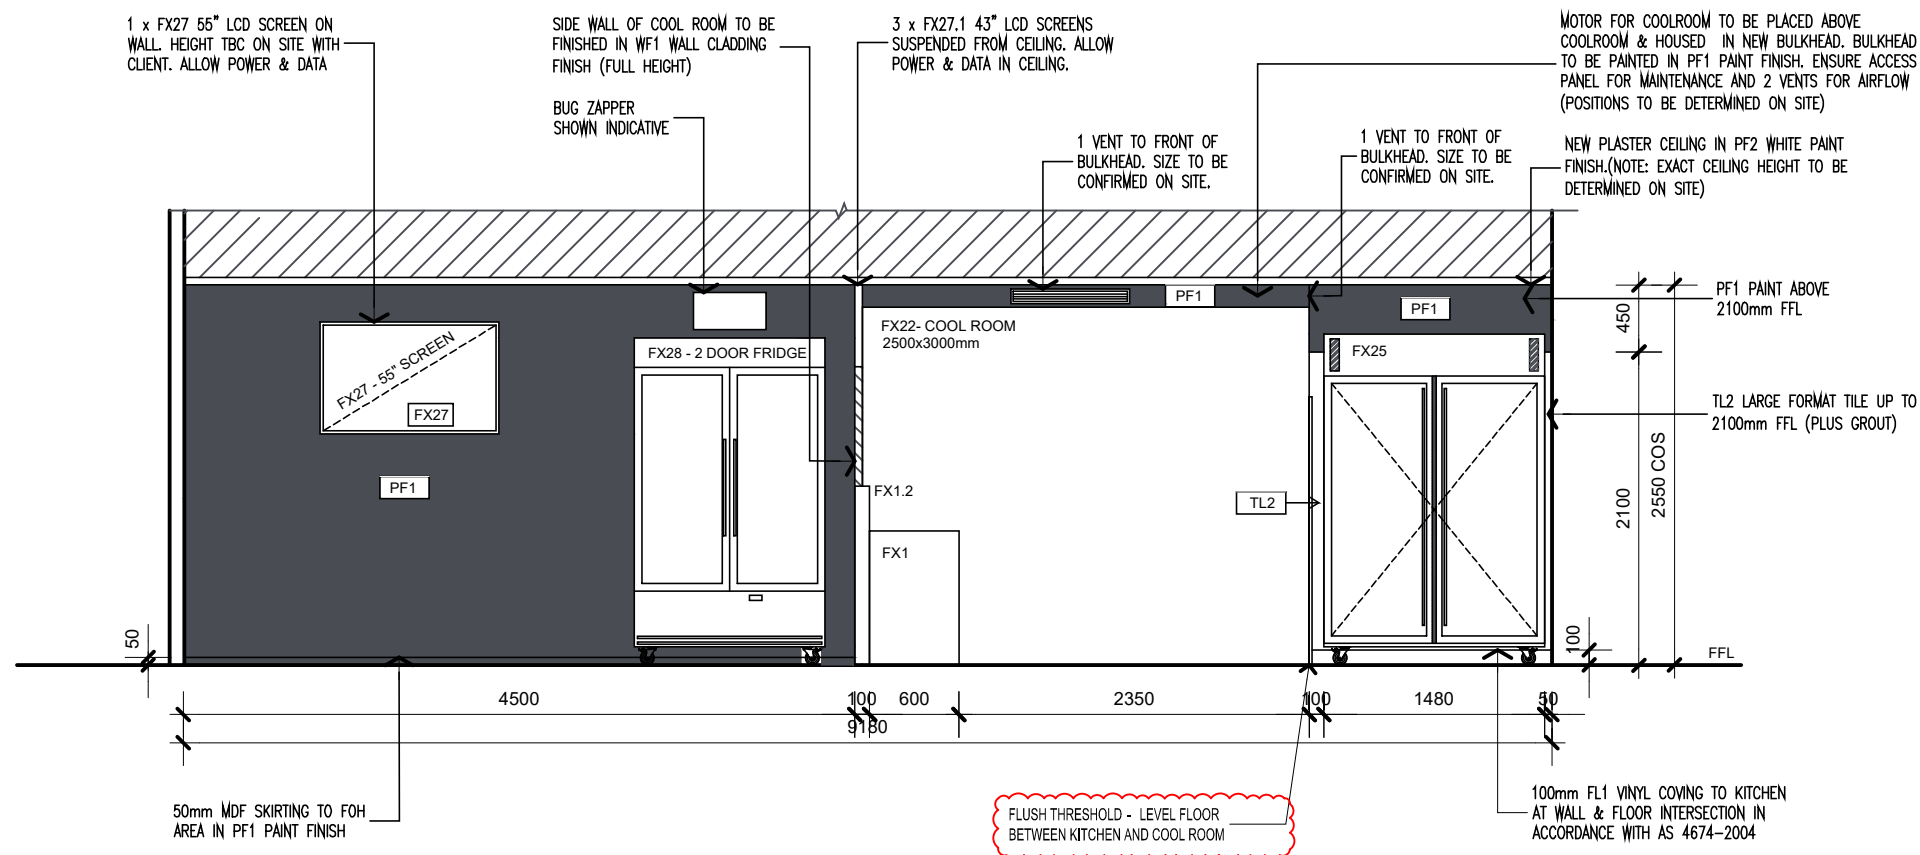 1 x FX27 55" LCD SCREEN ON
WALL. HEIGHT TBC ON SITE WITH
CLIENT. ALLOW POWER & DATA
SIDE WALL OF COOL ROOM TO BE
FINISHED IN WF1 WALL CLADDING
FINISH (FULL HEIGHT)
BUG ZAPPER
SHOWN INDICATIVE
3 x FX27.1 43" LCD SCREENS
SUSPENDED FROM CEILING. ALLOW
POWER & DATA IN CEILING.
1 VENT TO FRONT OF
BULKHEAD. SIZE TO BE
CONFIRMED ON SITE.
1 VENT TO FRONT OF
BULKHEAD. SIZE TO BE
CONFIRMED ON SITE.
MOTOR FOR COOLROOM TO BE PLACED ABOVE
COOLROOM & HOUSED IN NEW BULKHEAD. BULKHEAD
TO BE PAINTED IN PF1 PAINT FINISH. ENSURE ACCESS
PANEL FOR MAINTENANCE AND 2 VENTS FOR AIRFLOW
(POSITIONS TO BE DETERMINED ON SITE)
NEW PLASTER CEILING IN PF2 WHITE PAINT
FINISH.(NOTE: EXACT CEILING HEIGHT TO BE
DETERMINED ON SITE)
PF1 PAINT ABOVE
2100mm FFL
TL2 LARGE FORMAT TILE UP TO
2100mm FFL (PLUS GROUT)
PF1
PF1
FX22- COOL ROOM
2500x3000mm
FX28 - 2 DOOR FRIDGE
FX25
FX27 - 55" SCREEN
FX27
PF1
FX1.2
FX1
TL2
450
2100
2550 COS
100
50
FFL
4500
100
600
2350
100
1480
50
9180
50mm MDF SKIRTING TO FOH
AREA IN PF1 PAINT FINISH
FLUSH THRESHOLD - LEVEL FLOOR
BETWEEN KITCHEN AND COOL ROOM
100mm FL1 VINYL COVING TO KITCHEN
AT WALL & FLOOR INTERSECTION IN
ACCORDANCE WITH AS 4674-2004